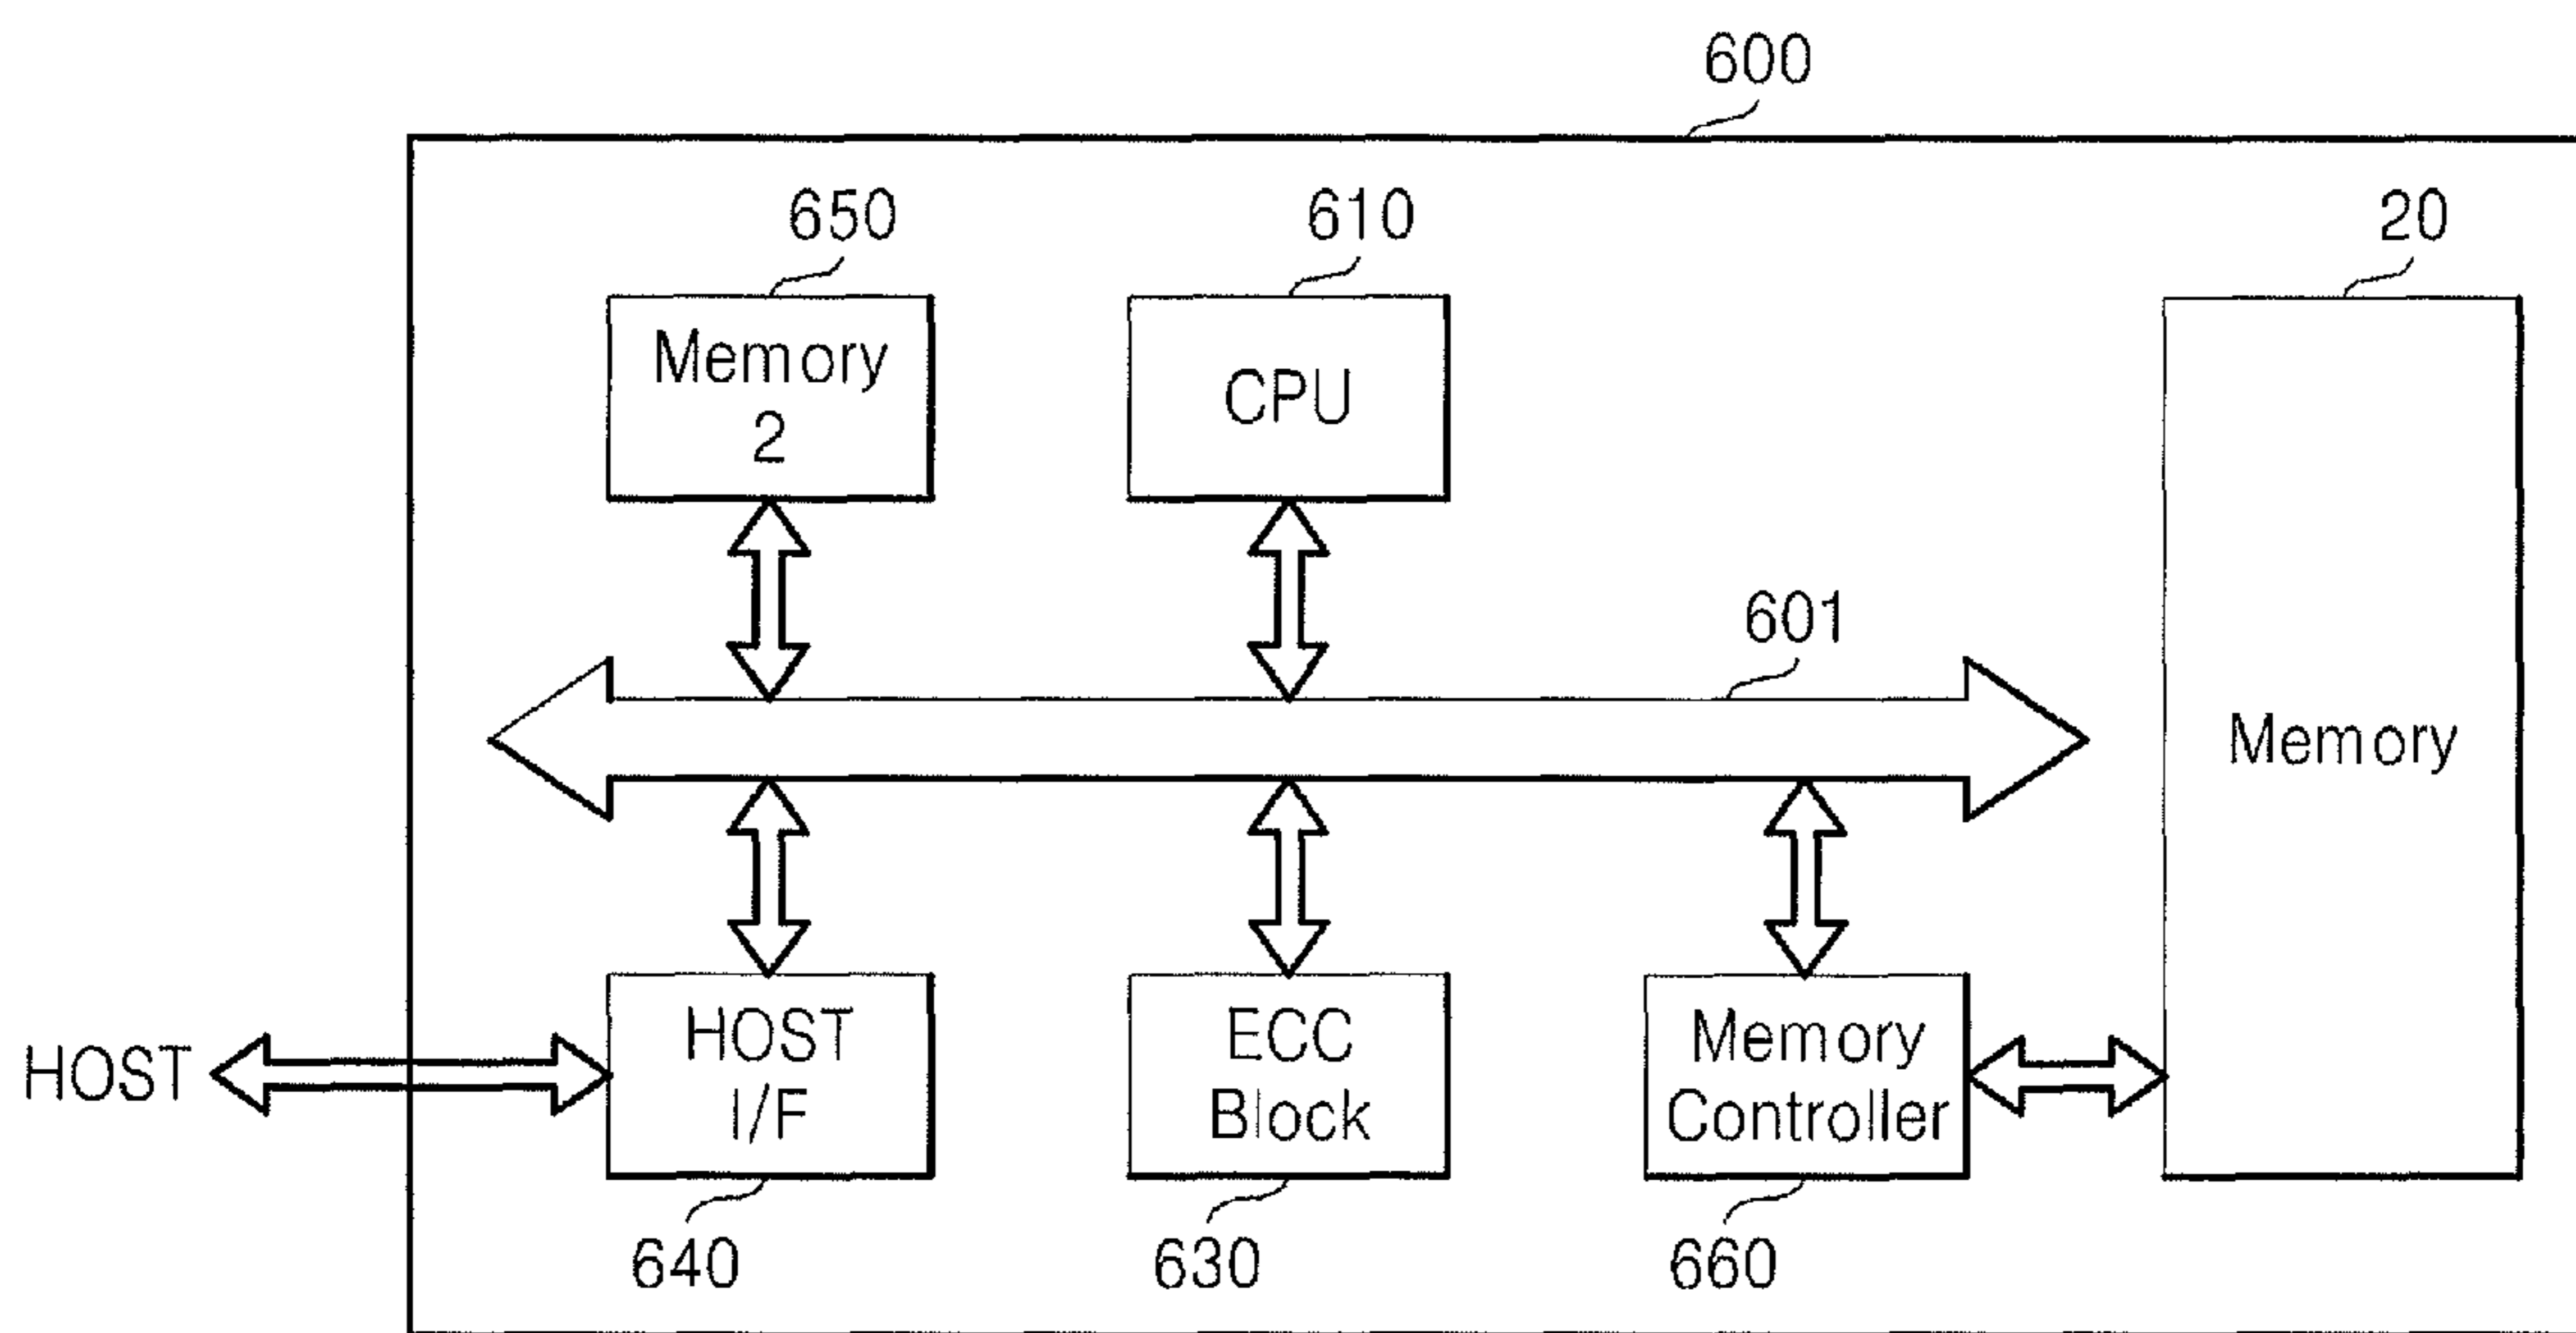 600
650
610
20
Memory
2
CPU
601
Memory
HOST
HOST
I/F
ECC
Block
Memory
Controller
640
630
660